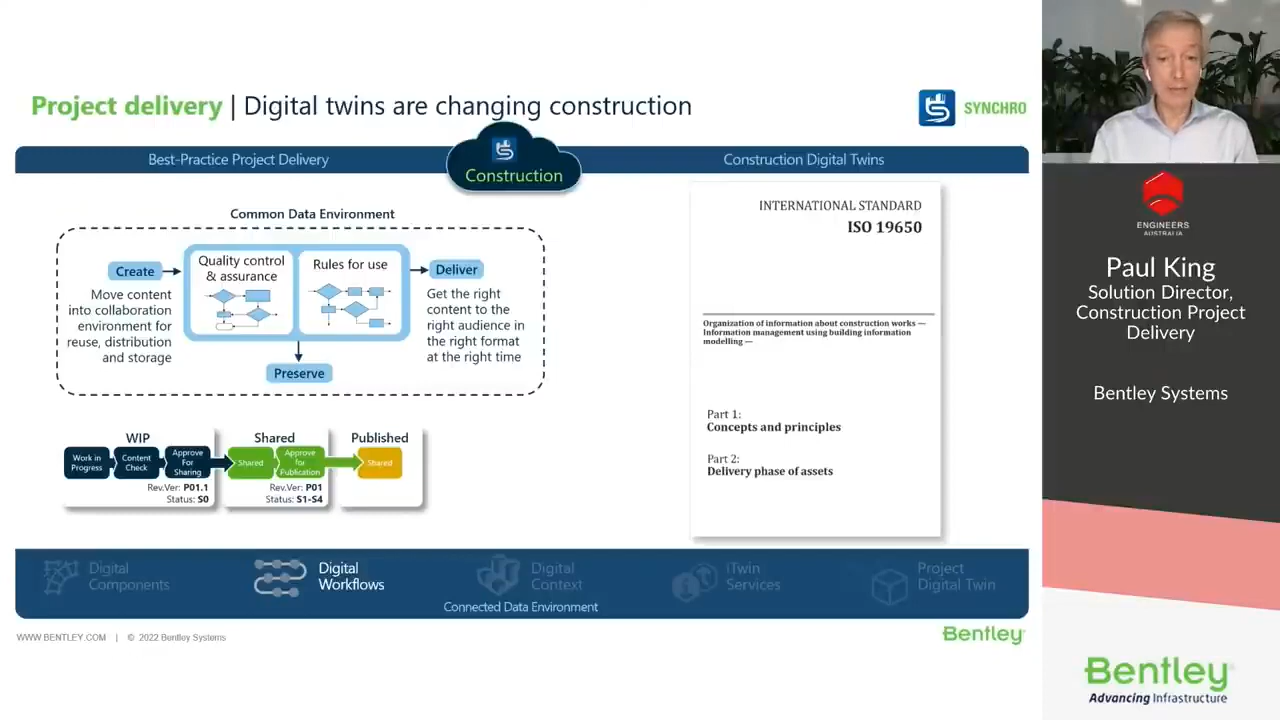 Project delivery | Digital twins are changing construction
SYNCHRO
Best-Practice Project Delivery
Construction
Construction Digital Twins
Common Data Environment
Create
Move content
into collaboration
environment for
reuse, distribution
and storage
Quality control
& assurance
Rules for use
Deliver
Get the right
content to the
right audience in
the right format
at the right time
Preserve
WIP
Work in
Progress
Content
Check
Approve
For
Sharing
Rev.Ver: P01.1
Status: S0
Shared
Shared
Approve
for
Publication
Rev.Ver: P01
Status: S1-S4
Published
Shared
INTERNATIONAL STANDARD
ISO 19650
Organization of information about construction works —
Information management using building information
modelling —
Part 1:
Concepts and principles
Part 2:
Delivery phase of assets
Digital
Components
Digital
Workflows
Digital
Context
iTwin
Services
Project
Digital Twin
Connected Data Environment
WWW.BENTLEY.COM | © 2022 Bentley Systems
Bentley
ENGINEERS
AUSTRALIA
Paul King
Solution Director,
Construction Project
Delivery
Bentley Systems
Bentley
Advancing Infrastructure